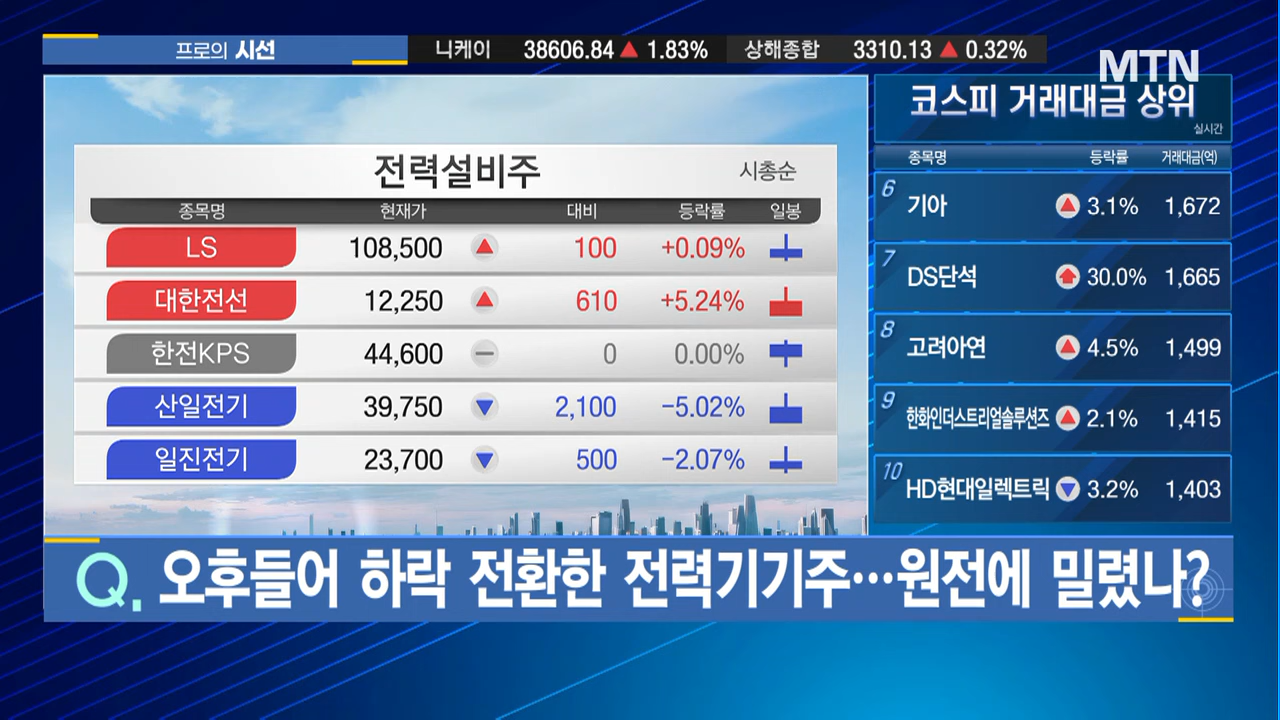 프로의 시선
니케이 38606.84 ▲ 1.83% 상해종합 3310.13 ▲ 0.32%
MTN
전력설비주 시총순
종목명 현재가 대비 등락률 일봉
LS 108,500 ▲ 100 +0.09%
대한전선 12,250 ▲ 610 +5.24%
한전KPS 44,600 - 0 0.00%
산일전기 39,750 ▼ 2,100 -5.02%
일진전기 23,700 ▼ 500 -2.07%
코스피 거래대금 상위
실시간
종목명 등락률 거래대금(억)
6 기아 ▲ 3.1% 1,672
7 DS단석 ⬆ 30.0% 1,665
8 고려아연 ▲ 4.5% 1,499
9 한화인더스트리얼솔루션즈 ▲ 2.1% 1,415
10 HD현대일렉트릭 ▼ 3.2% 1,403
Q. 오후들어 하락 전환한 전력기기주…원전에 밀렸나?